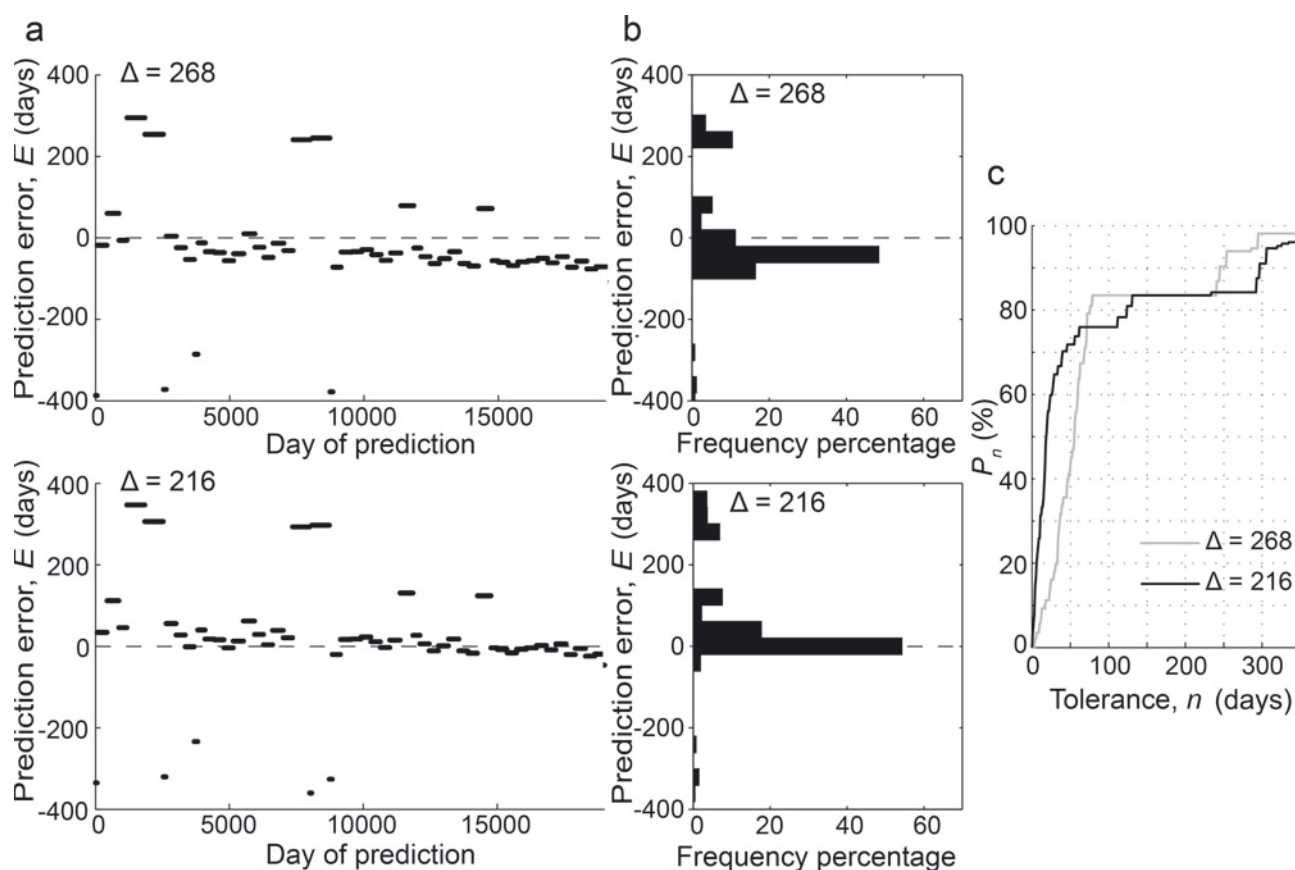 a
Δ = 268
Prediction error, E (days)
400
200
0
-200
-400
0 5000 10000 15000
Day of prediction
b
Δ = 268
Prediction error, E (days)
400
200
0
-200
-400
0 20 40 60
Frequency percentage
Δ = 216
Prediction error, E (days)
400
200
0
-200
-400
0 5000 10000 15000
Day of prediction
Δ = 216
Prediction error, E (days)
400
200
0
-200
-400
0 20 40 60
Frequency percentage
c
Pn (%)
100
80
60
40
20
0
Δ = 268
Δ = 216
0 100 200 300
Tolerance, n (days)